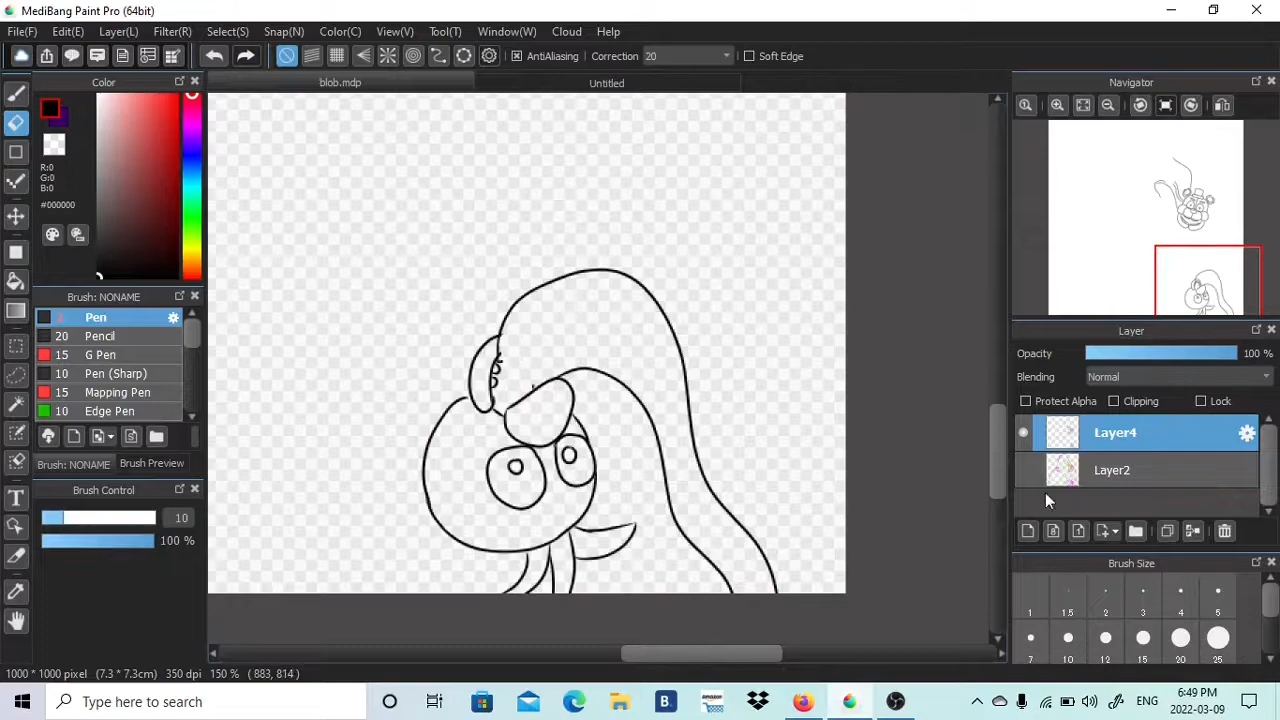 MediBang Paint Pro (64bit)
File(F) Edit(E) Layer(L) Filter(R) Select(S) Snap(N) Color(C) View(V) Tool(T) Window(W) Cloud Help
AntiAliasing Correction 20 Soft Edge
Color
blob.mdp Untitled
Navigator
R:0
G:0
B:0
#000000
Brush: NONAME
Pen
20 Pencil
15 G Pen
10 Pen (Sharp)
15 Mapping Pen
10 Edge Pen
Brush: NONAME Brush Preview
Brush Control
10
100 %
Layer
Opacity 100 %
Blending Normal
Protect Alpha Clipping Lock
Layer4
Layer2
Brush Size
1 1.5 2 3 4 5
7 10 12 15 20 25
1000 * 1000 pixel (7.3 * 7.3cm) 350 dpi 150 % ( 883, 814 )
Type here to search
ENG
6:49 PM
2022-03-09